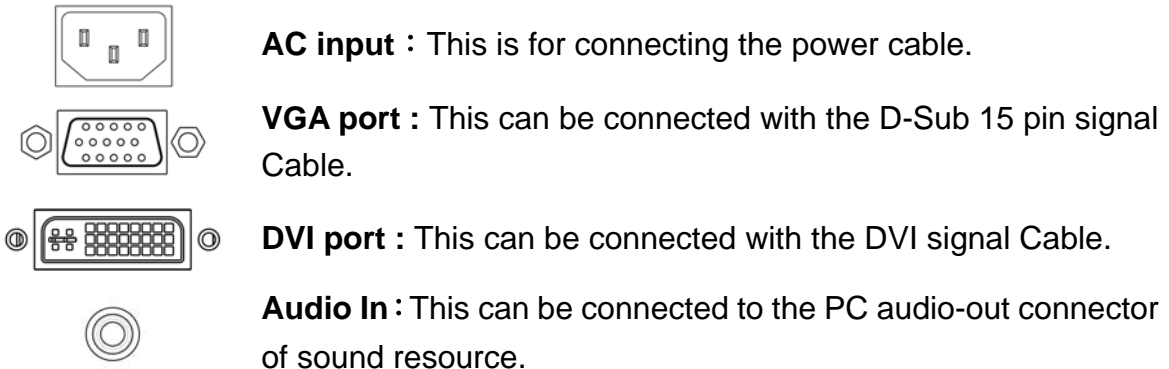 AC input：This is for connecting the power cable.
VGA port : This can be connected with the D-Sub 15 pin signal
Cable.
DVI port : This can be connected with the DVI signal Cable.
Audio In：This can be connected to the PC audio-out connector
of sound resource.